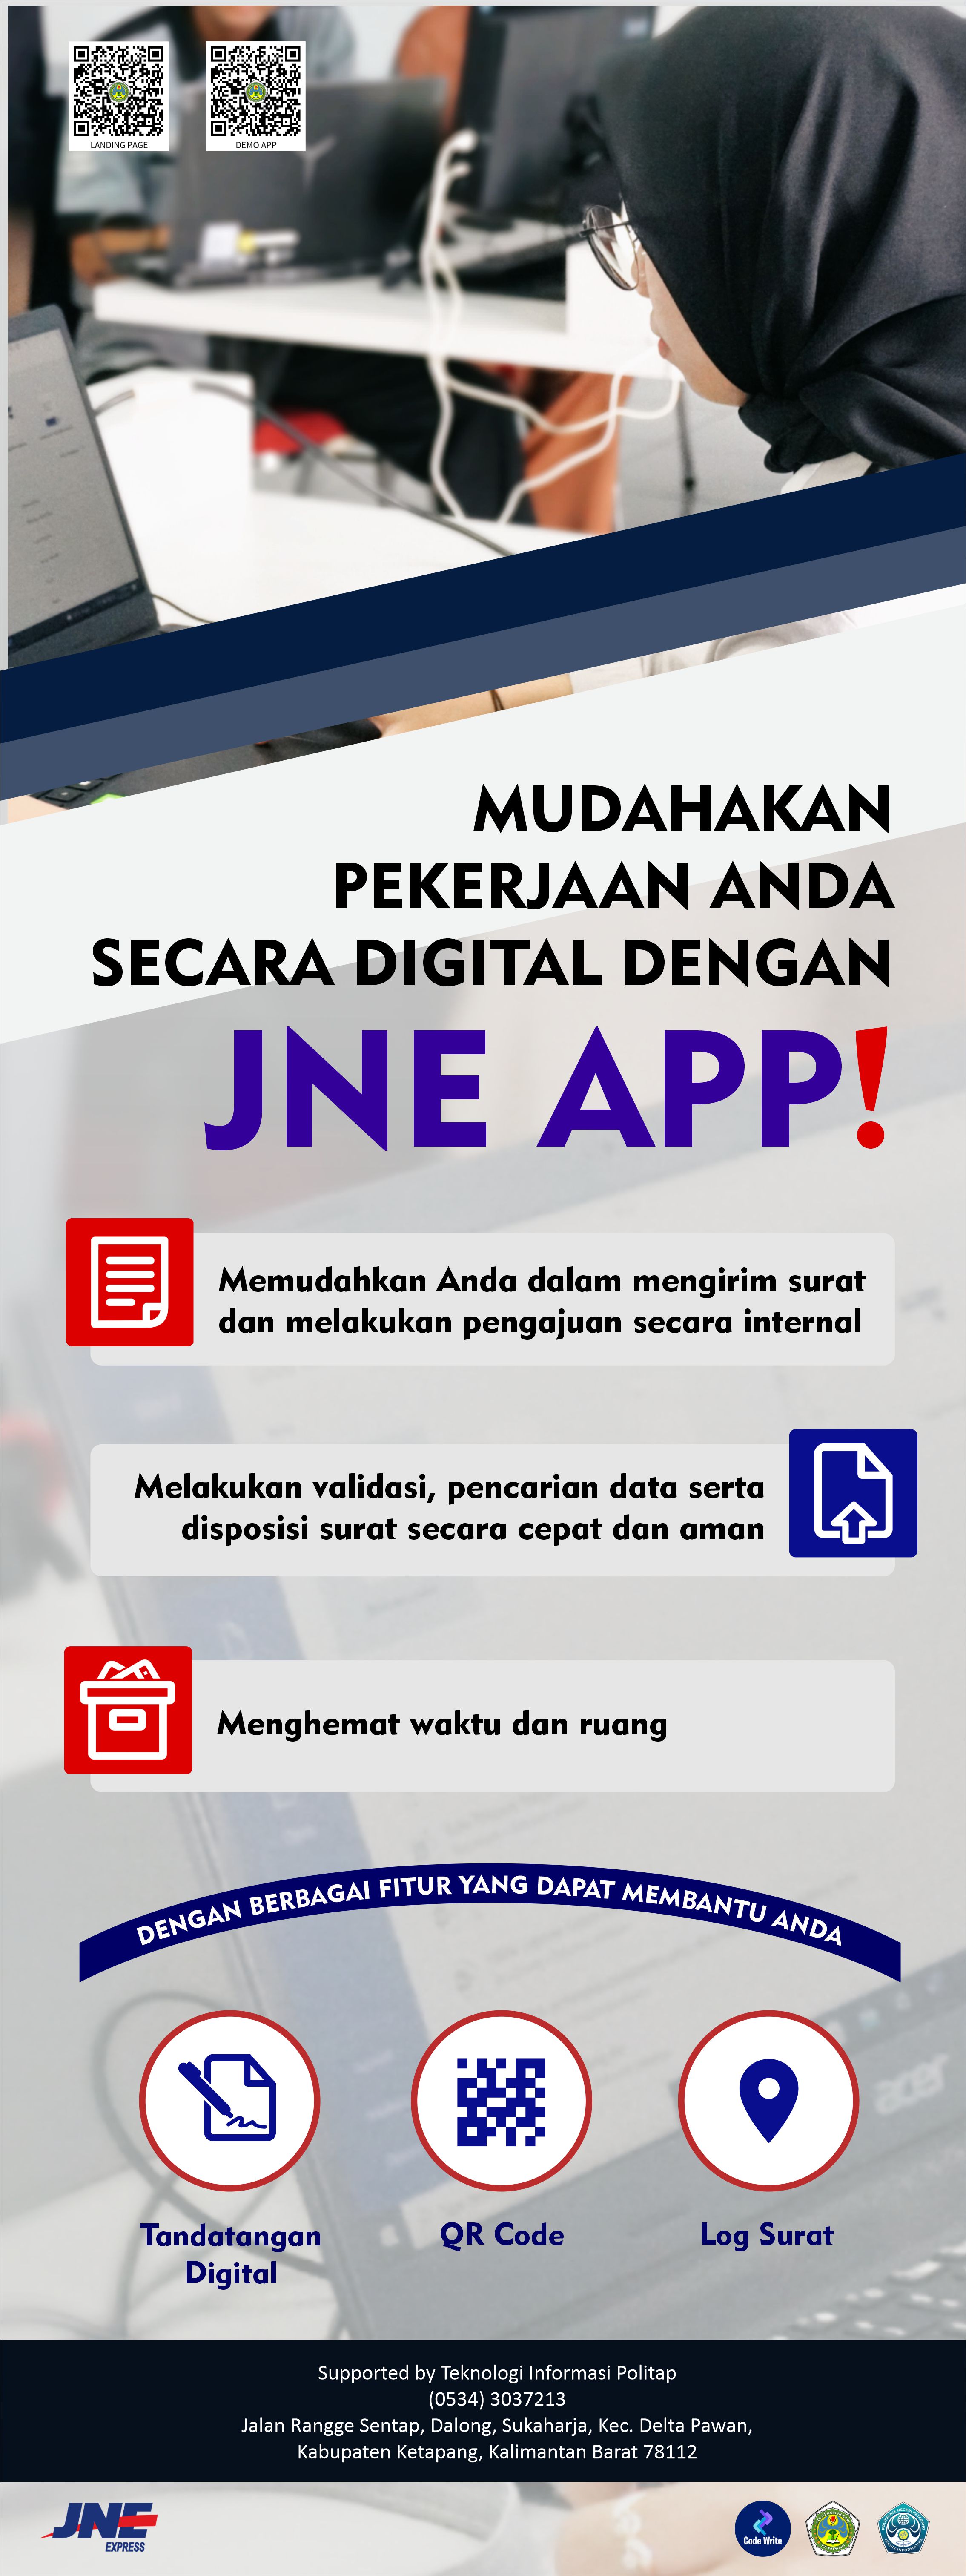 LANDING PAGE
DEMO APP
MUDAHAKAN
PEKERJAAN ANDA
SECARA DIGITAL DENGAN
JNE APP!
Memudahkan Anda dalam mengirim surat
dan melakukan pengajuan secara internal
Melakukan validasi, pencarian data serta
disposisi surat secara cepat dan aman
Menghemat waktu dan ruang
DENGAN BERBAGAI FITUR YANG DAPAT MEMBANTU ANDA
Tandatangan
Digital
QR Code
Log Surat
Supported by Teknologi Informasi Politap
(0534) 3037213
Jalan Rangge Sentap, Dalong, Sukaharja, Kec. Delta Pawan,
Kabupaten Ketapang, Kalimantan Barat 78112
JNE
EXPRESS
Code Write